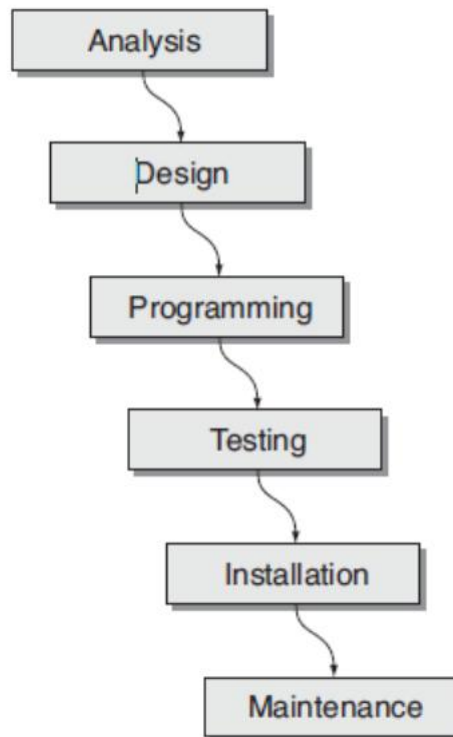 Analysis
Design
Programming
Testing
Installation
Maintenance